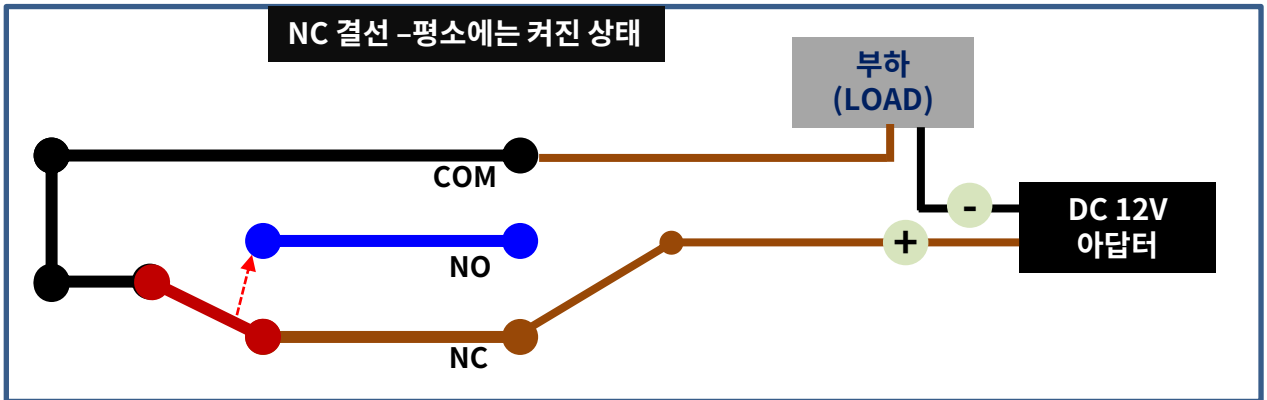 NC 결선 –평소에는 켜진 상태
부하
(LOAD)
COM
-
DC 12V
아답터
+
NO
NC